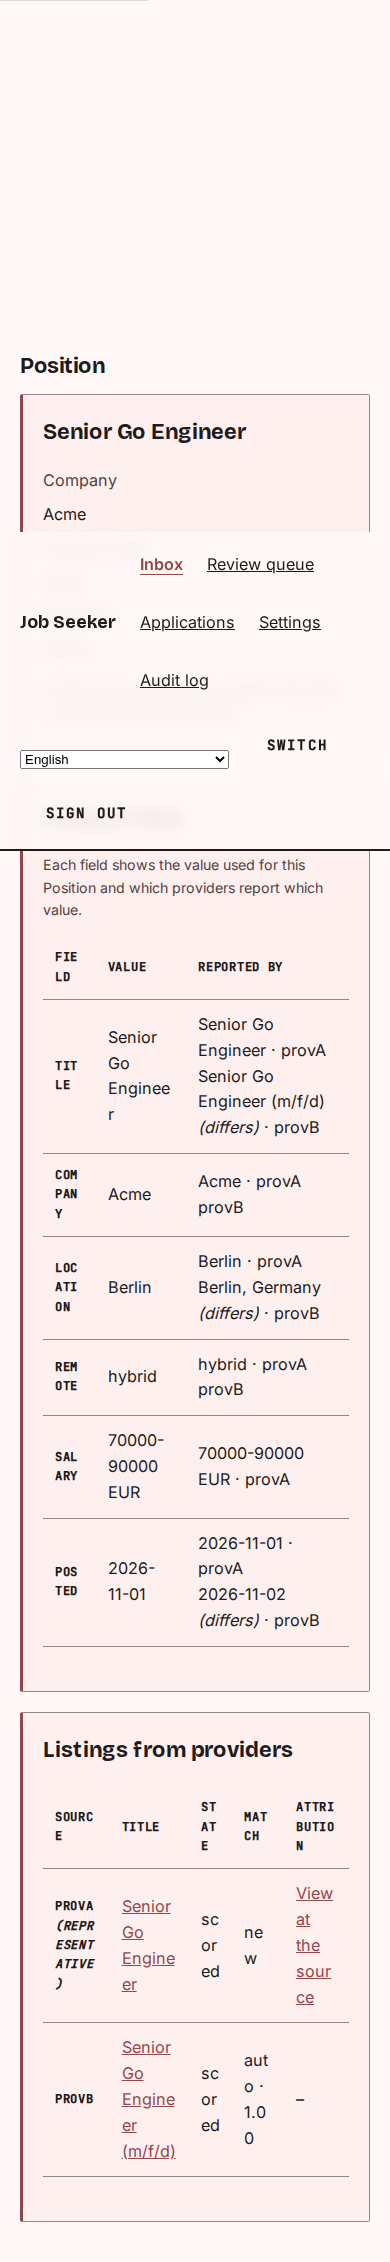 Position
Senior Go Engineer
Company
Acme
Inbox Review queue
Job Seeker Applications Settings
Audit log
English SWITCH
SIGN OUT
Each field shows the value used for this
Position and which providers report which
value.
FIE
LD
VALUE
REPORTED BY
TIT
LE
Senior
Go
Enginee
r
Senior Go
Engineer · provA
Senior Go
Engineer (m/f/d)
(differs) · provB
COM
PAN
Y
Acme
Acme · provA
provB
LOC
ATI
ON
Berlin
Berlin · provA
Berlin, Germany
(differs) · provB
REM
OTE
hybrid
hybrid · provA
provB
SAL
ARY
70000-
90000
EUR
70000-90000
EUR · provA
POS
TED
2026-
11-01
2026-11-01 ·
provA
2026-11-02
(differs) · provB
Listings from providers
SOURC
E
TITLE
ST
AT
E
MAT
CH
ATTRI
BUTIO
N
PROVA
(REPR
ESENT
ATIVE
)
Senior
Go
Engine
er
sc
or
ed
ne
w
View
at
the
sour
ce
PROVB
Senior
Go
Engine
er
(m/f/d)
sc
or
ed
aut
o ·
1.0
0
—